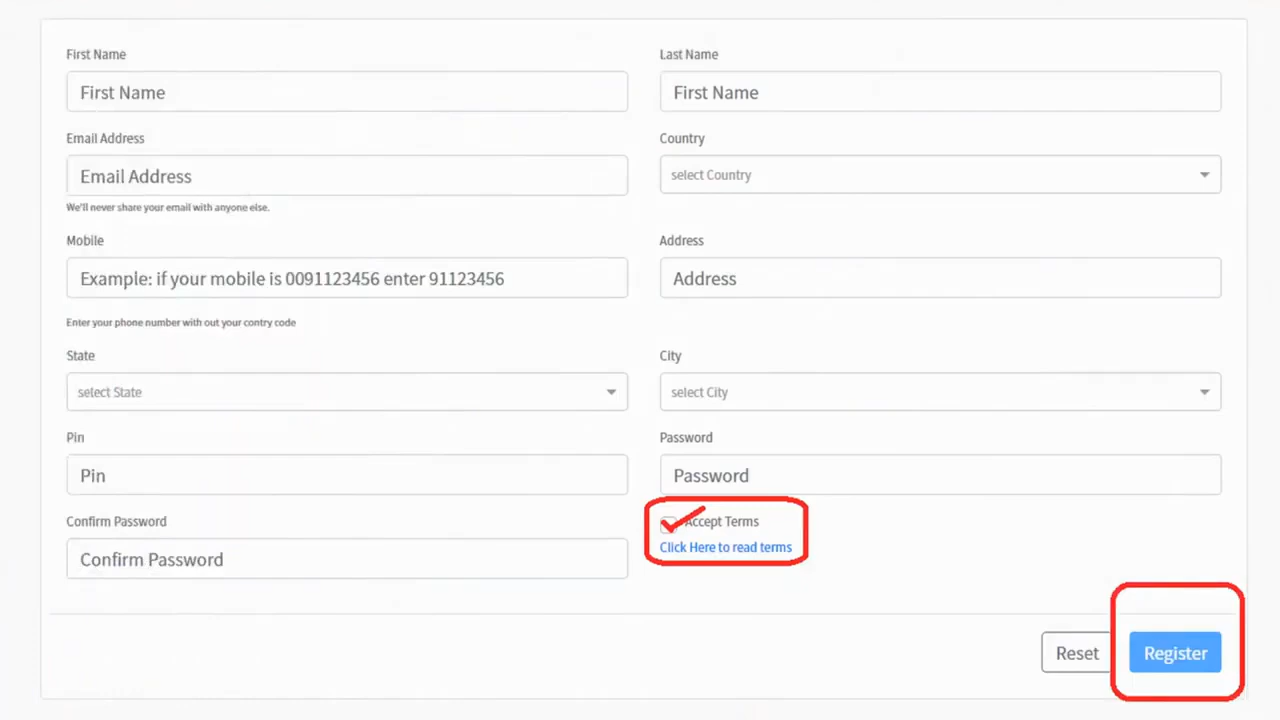 First Name
Last Name
First Name
First Name
Email Address
Country
Email Address
select Country
We'll never share your email with anyone else.
Mobile
Address
Example: if your mobile is 0091123456 enter 91123456
Address
Enter your phone number with out your contry code
State
City
select State
select City
Pin
Password
Pin
Password
Confirm Password
Accept Terms
Click Here to read terms
Confirm Password
Reset
Register